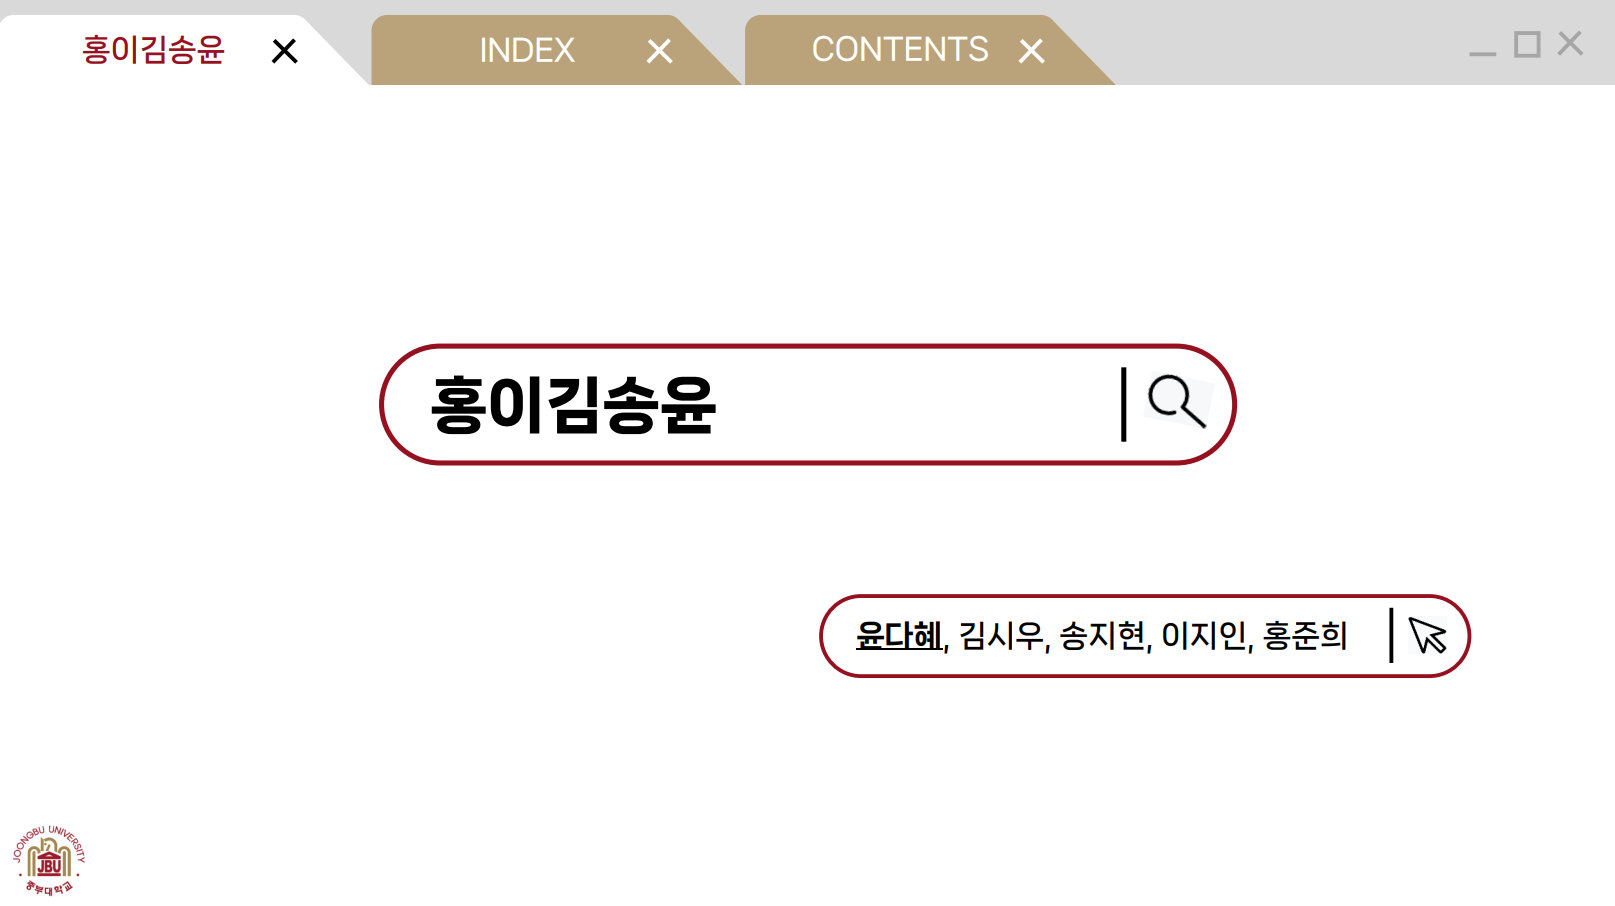 홍이김송윤
INDEX
CONTENTS
홍이김송윤
윤다혜, 김시우, 송지현, 이지인, 홍준희
JOONGBU UNIVERSITY
JBU
중부대학교